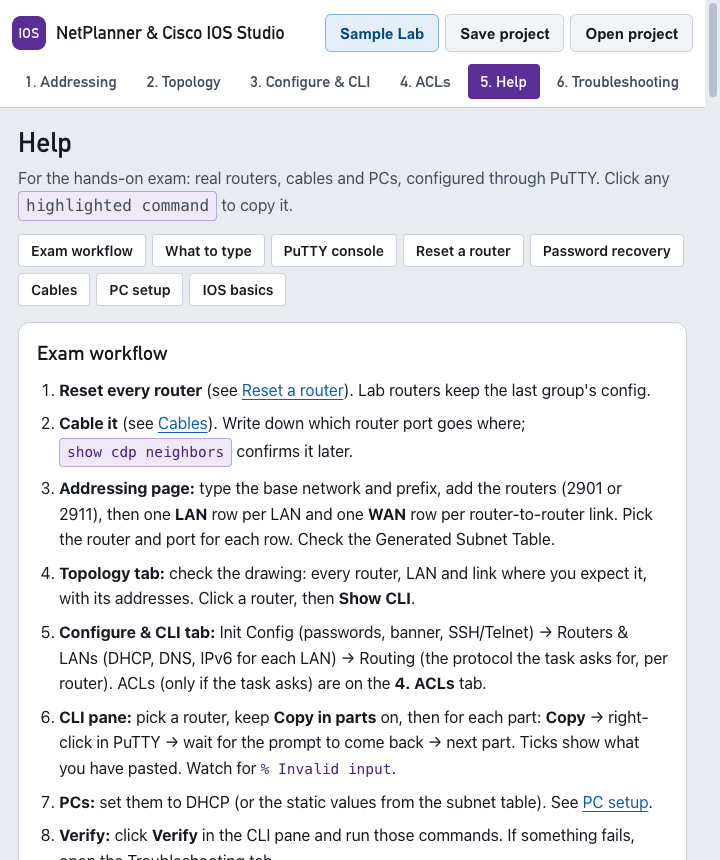 IOS NetPlanner & Cisco IOS Studio Sample Lab Save project Open project
1. Addressing 2. Topology 3. Configure & CLI 4. ACLs 5. Help 6. Troubleshooting
Help
For the hands-on exam: real routers, cables and PCs, configured through PuTTY. Click any
highlighted command to copy it.
Exam workflow What to type PuTTY console Reset a router Password recovery
Cables PC setup IOS basics
Exam workflow
1. Reset every router (see Reset a router). Lab routers keep the last group's config.
2. Cable it (see Cables). Write down which router port goes where;
show cdp neighbors confirms it later.
3. Addressing page: type the base network and prefix, add the routers (2901 or
2911), then one LAN row per LAN and one WAN row per router-to-router link. Pick
the router and port for each row. Check the Generated Subnet Table.
4. Topology tab: check the drawing: every router, LAN and link where you expect it,
with its addresses. Click a router, then Show CLI.
5. Configure & CLI tab: Init Config (passwords, banner, SSH/Telnet) → Routers &
LANs (DHCP, DNS, IPv6 for each LAN) → Routing (the protocol the task asks for, per
router). ACLs (only if the task asks) are on the 4. ACLs tab.
6. CLI pane: pick a router, keep Copy in parts on, then for each part: Copy → right-
click in PuTTY → wait for the prompt to come back → next part. Ticks show what
you have pasted. Watch for % Invalid input.
7. PCs: set them to DHCP (or the static values from the subnet table). See PC setup.
8. Verify: click Verify in the CLI pane and run those commands. If something fails,
open the Troubleshooting tab.